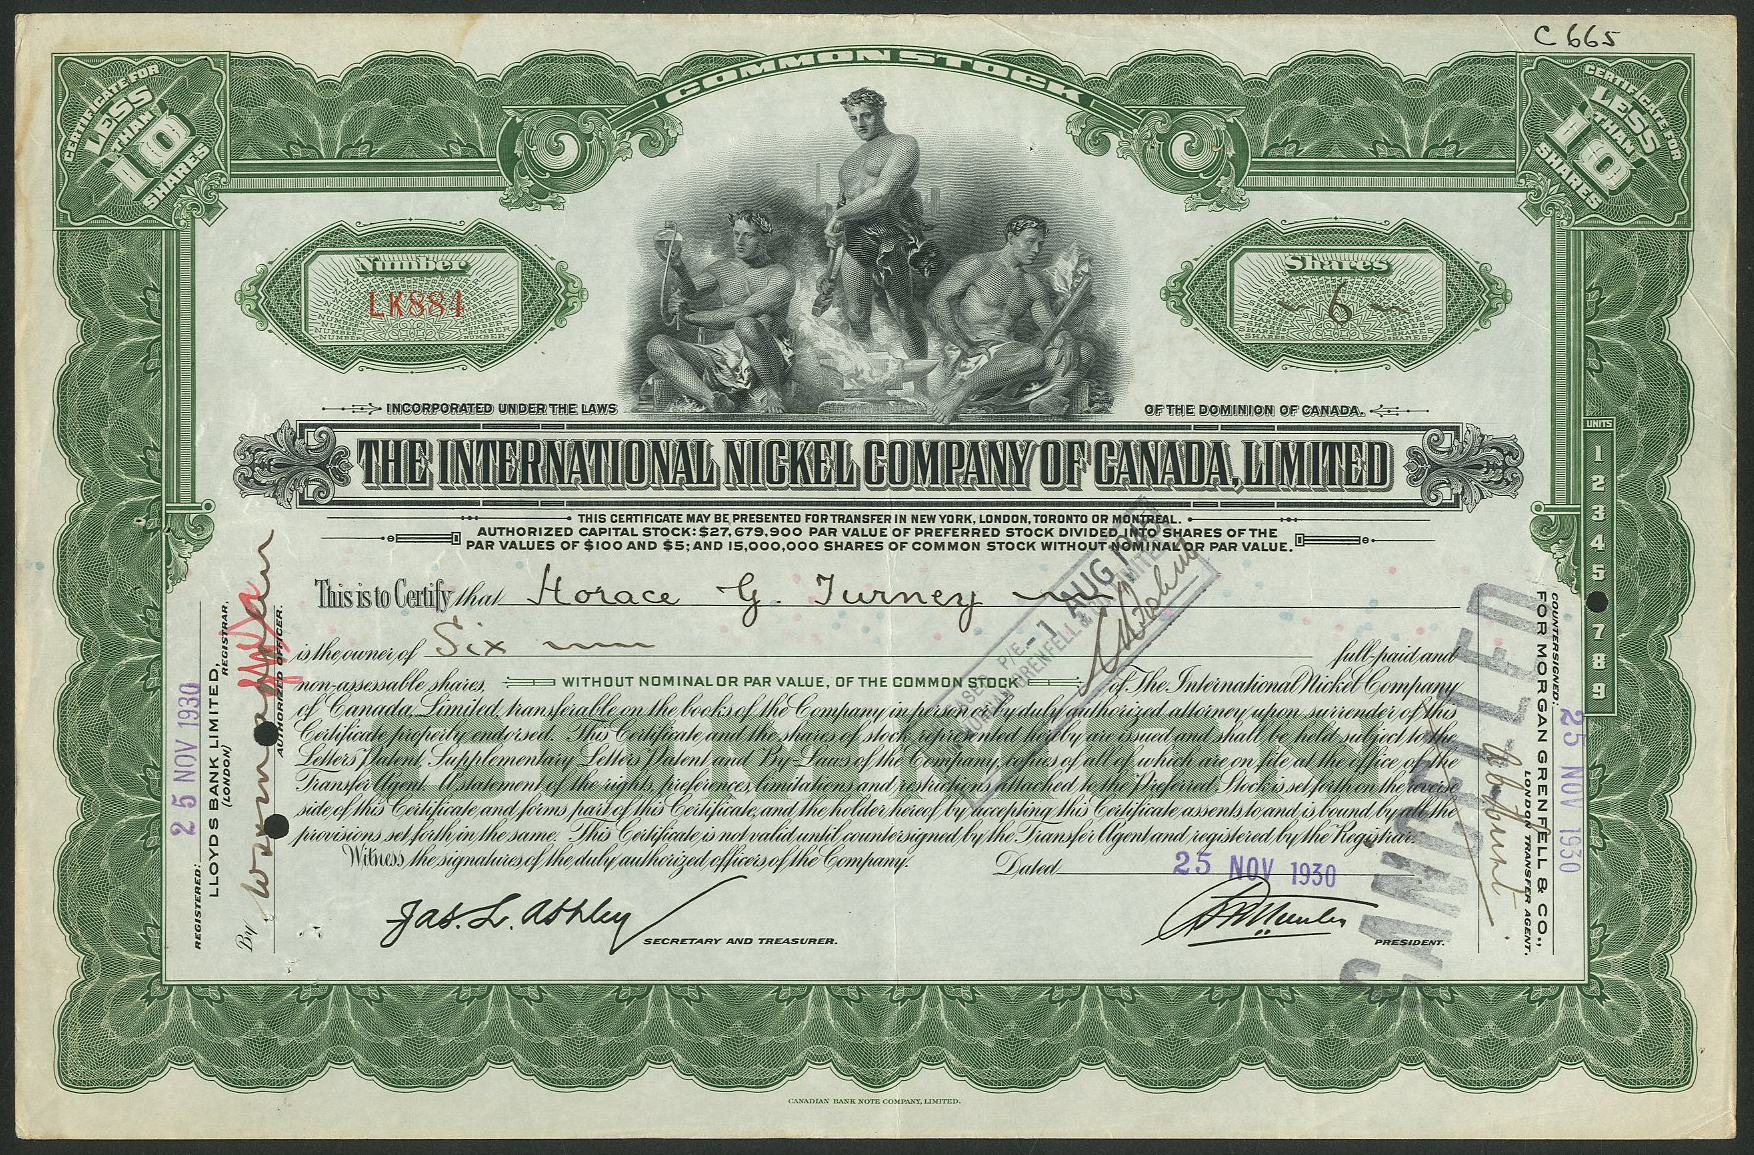 C 665
COMMON STOCK
CERTIFICATE FOR
LESS
THAN
10
SHARES
CERTIFICATE FOR
LESS
THAN
10
SHARES
Number
LK884
NUMBER NUMBER
Shares
~ 6 ~
SHARES SHARES
INCORPORATED UNDER THE LAWS OF THE DOMINION OF CANADA.
THE INTERNATIONAL NICKEL COMPANY OF CANADA, LIMITED
THIS CERTIFICATE MAY BE PRESENTED FOR TRANSFER IN NEW YORK, LONDON, TORONTO OR MONTREAL.
AUTHORIZED CAPITAL STOCK: $27,679,900 PAR VALUE OF PREFERRED STOCK DIVIDED INTO SHARES OF THE
PAR VALUES OF $100 AND $5; AND 15,000,000 SHARES OF COMMON STOCK WITHOUT NOMINAL OR PAR VALUE.
This is to Certify that Horace G. Turney
is the owner of Six full-paid and
non-assessable shares, WITHOUT NOMINAL OR PAR VALUE, OF THE COMMON STOCK of The International Nickel Company
of Canada, Limited, transferable on the books of the Company in person or by duly authorized attorney upon surrender of this
Certificate properly endorsed. This Certificate and the shares of stock represented hereby are issued and shall be held subject to the
Letters Patent, Supplementary Letters Patent and By-Laws of the Company, copies of all of which are on file at the office of the
Transfer Agent. A statement of the rights, preferences, limitations and restrictions attached to the Preferred Stock is set forth on the reverse
side of this Certificate, and forms part of this Certificate, and the holder hereof by accepting this Certificate assents to and is bound by all the
provisions set forth in the same. This Certificate is not valid until countersigned by the Transfer Agent and registered by the Registrar.
Witness the signatures of the duly authorized officers of the Company.
Dated 25 NOV 1930
COMMON
Jas. L. Ashley
SECRETARY AND TREASURER.
PRESIDENT.
REGISTERED: 25 NOV 1930
LLOYDS BANK LIMITED,
(LONDON) REGISTRAR.
By
AUTHORIZED OFFICER.
UNITS
1
2
3
4
5
7
8
9
COUNTERSIGNED: 25 NOV 1930
FOR MORGAN GRENFELL & CO.,
LONDON TRANSFER AGENT.
CANCELLED
P/E - 1 AUG
GRENFELL
CANADIAN BANK NOTE COMPANY, LIMITED.